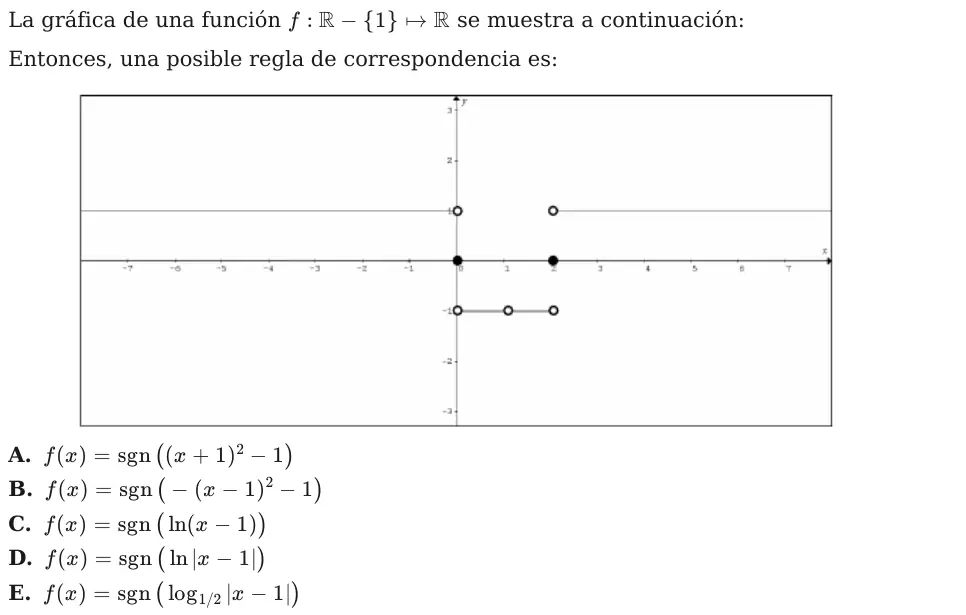 La gráfica de una función f : ℝ − {1} ↦ ℝ se muestra a continuación:
Entonces, una posible regla de correspondencia es:
y
3
2
1
x
-7 -6 -5 -4 -3 -2 -1 0 1 2 3 4 5 6 7
-1
-2
-3
A. f(x) = sgn((x + 1)² − 1)
B. f(x) = sgn(− (x − 1)² − 1)
C. f(x) = sgn(ln(x − 1))
D. f(x) = sgn(ln|x − 1|)
E. f(x) = sgn(log₁/₂|x − 1|)